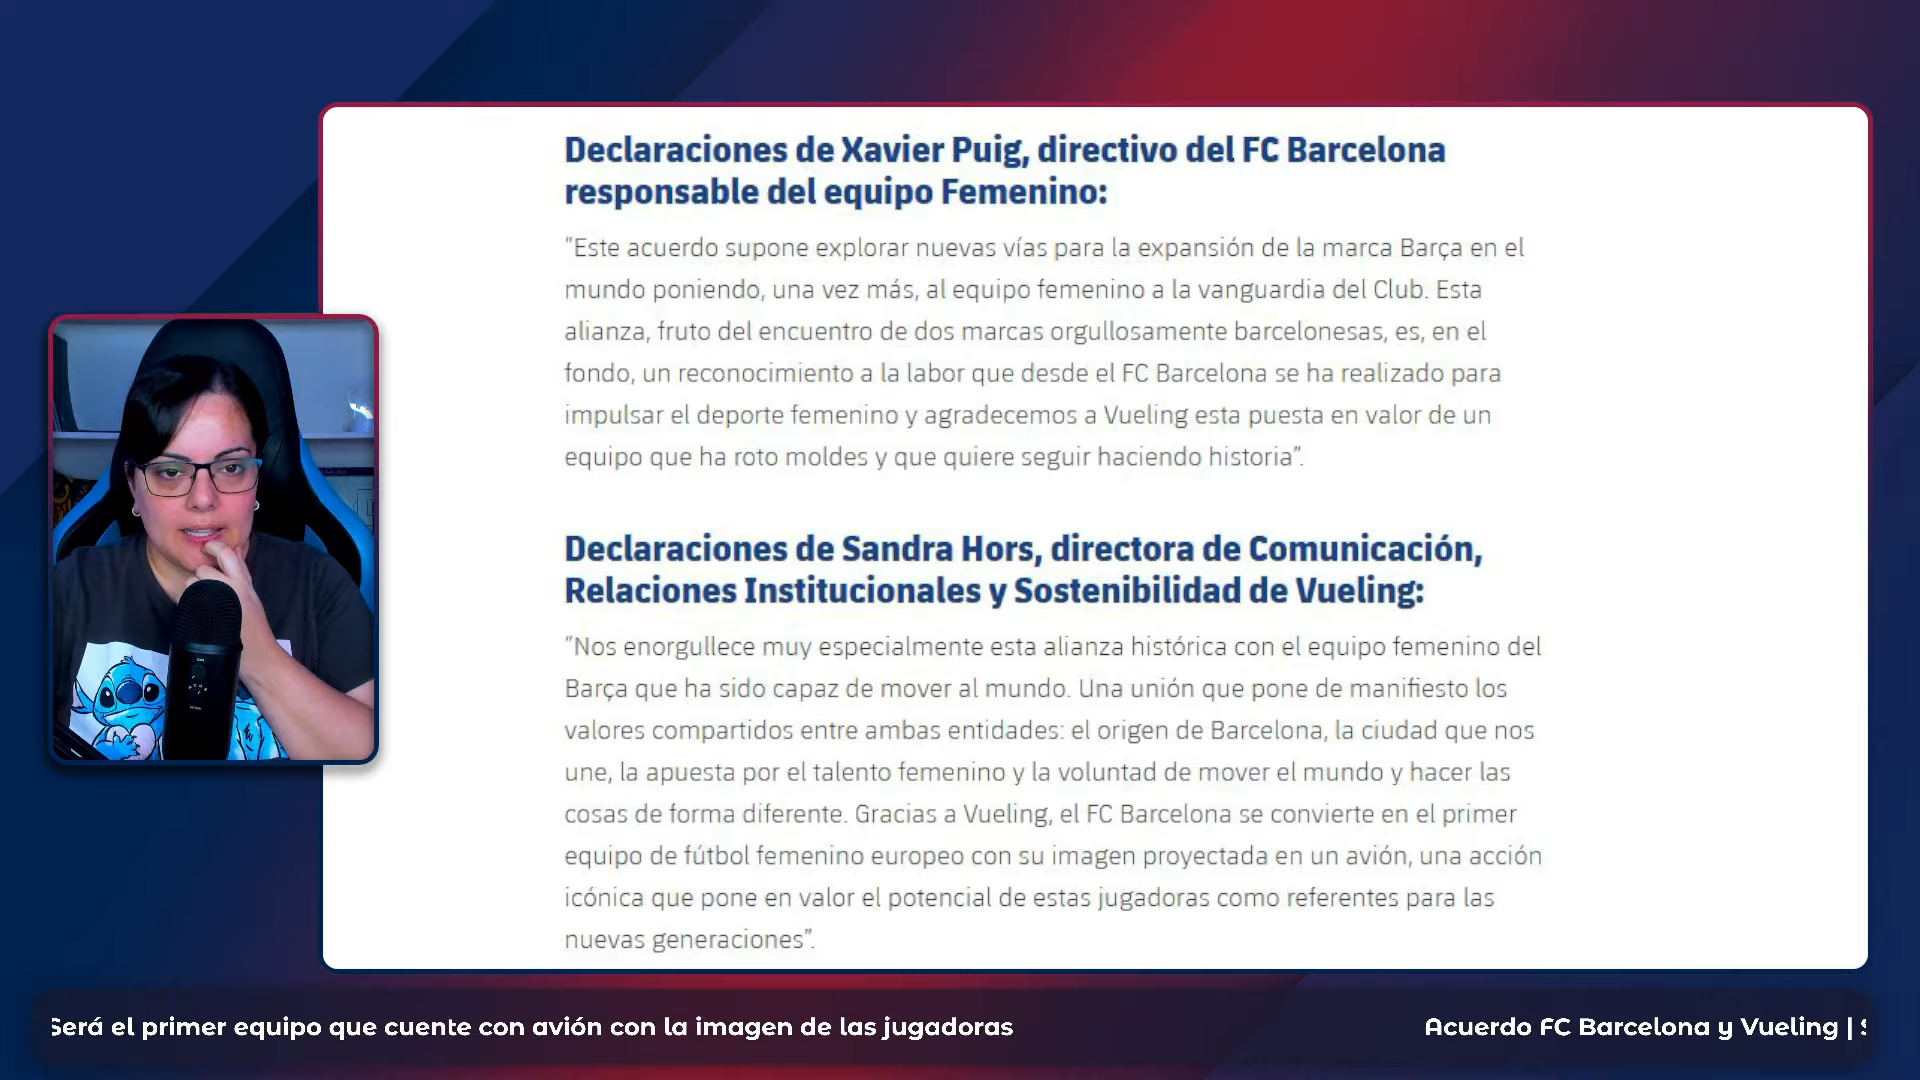 Declaraciones de Xavier Puig, directivo del FC Barcelona
responsable del equipo Femenino:
"Este acuerdo supone explorar nuevas vías para la expansión de la marca Barça en el
mundo poniendo, una vez más, al equipo femenino a la vanguardia del Club. Esta
alianza, fruto del encuentro de dos marcas orgullosamente barcelonesas, es, en el
fondo, un reconocimiento a la labor que desde el FC Barcelona se ha realizado para
impulsar el deporte femenino y agradecemos a Vueling esta puesta en valor de un
equipo que ha roto moldes y que quiere seguir haciendo historia".
Declaraciones de Sandra Hors, directora de Comunicación,
Relaciones Institucionales y Sostenibilidad de Vueling:
"Nos enorgullece muy especialmente esta alianza histórica con el equipo femenino del
Barça que ha sido capaz de mover al mundo. Una unión que pone de manifiesto los
valores compartidos entre ambas entidades: el origen de Barcelona, la ciudad que nos
une, la apuesta por el talento femenino y la voluntad de mover el mundo y hacer las
cosas de forma diferente. Gracias a Vueling, el FC Barcelona se convierte en el primer
equipo de fútbol femenino europeo con su imagen proyectada en un avión, una acción
icónica que pone en valor el potencial de estas jugadoras como referentes para las
nuevas generaciones".
Será el primer equipo que cuente con avión con la imagen de las jugadoras
Acuerdo FC Barcelona y Vueling | S